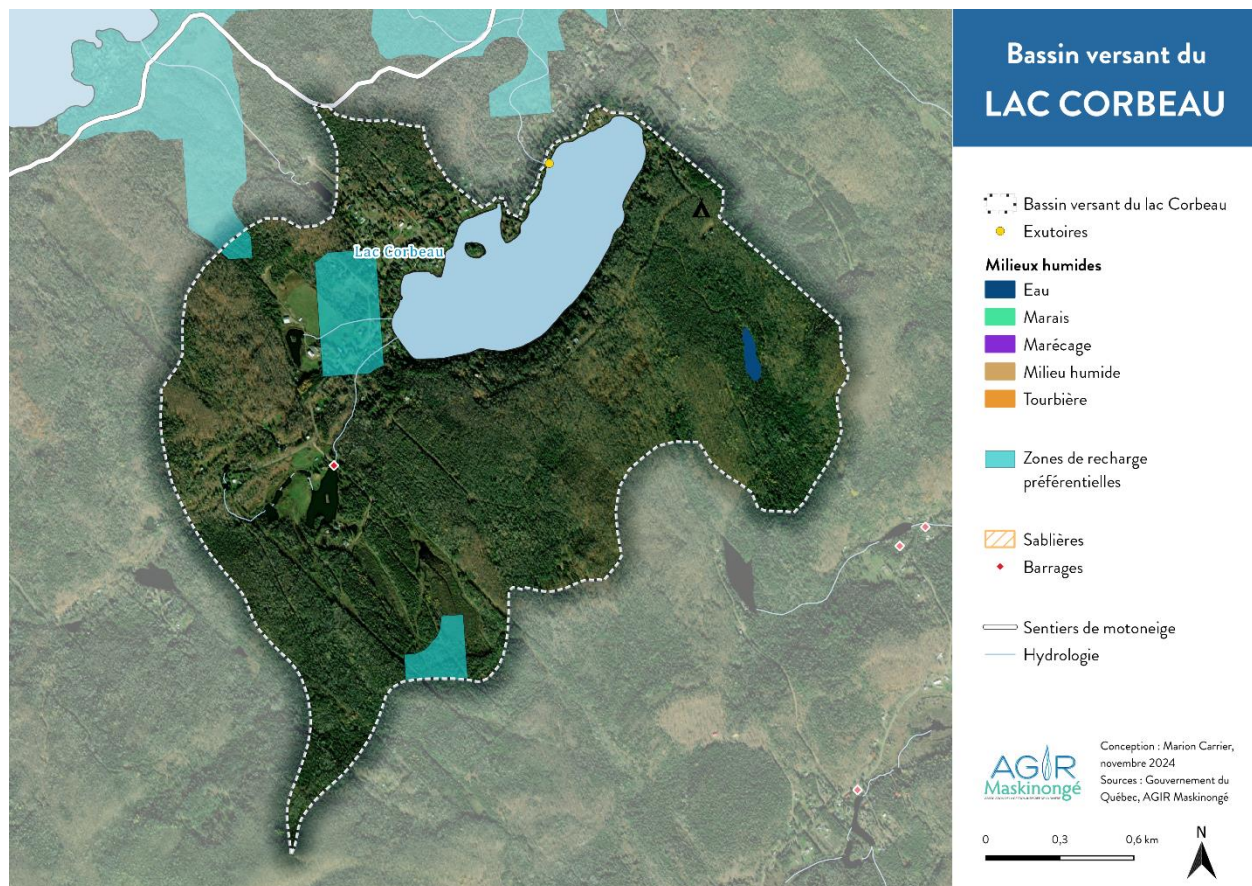 Bassin versant du
LAC CORBEAU
Lac Corbeau
Bassin versant du lac Corbeau
Exutoires
Milieux humides
Eau
Marais
Marécage
Milieu humide
Tourbière
Zones de recharge
préférentielles
Sablières
Barrages
Sentiers de motoneige
Hydrologie
AGIR
Maskinongé
Conception : Marion Carrier,
novembre 2024
Sources : Gouvernement du
Québec, AGIR Maskinongé
0 0,3 0,6 km
N